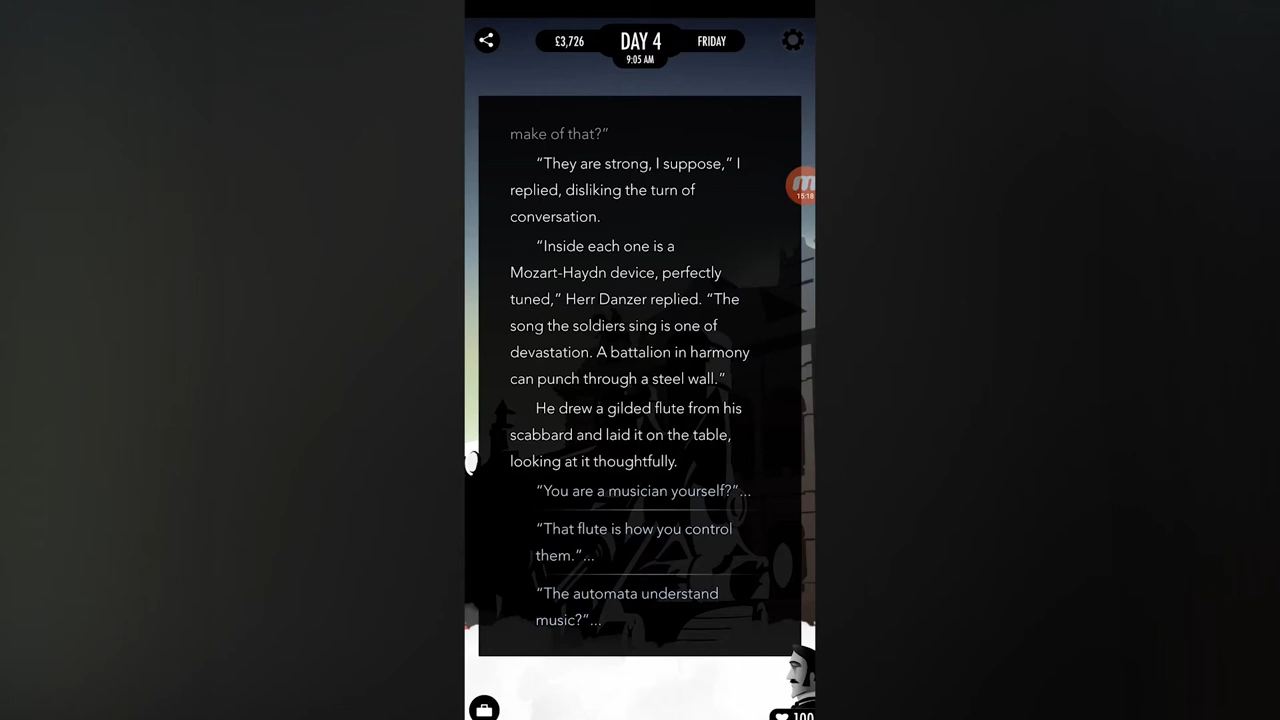 £3,726
DAY 4
FRIDAY
9:05 AM
make of that?”
“They are strong, I suppose,” I
replied, disliking the turn of
conversation.
“Inside each one is a
Mozart-Haydn device, perfectly
tuned,” Herr Danzer replied. “The
song the soldiers sing is one of
devastation. A battalion in harmony
can punch through a steel wall.”
He drew a gilded flute from his
scabbard and laid it on the table,
looking at it thoughtfully.
“You are a musician yourself?”...
“That flute is how you control
them.”...
“The automata understand
music?”...
15:18
100